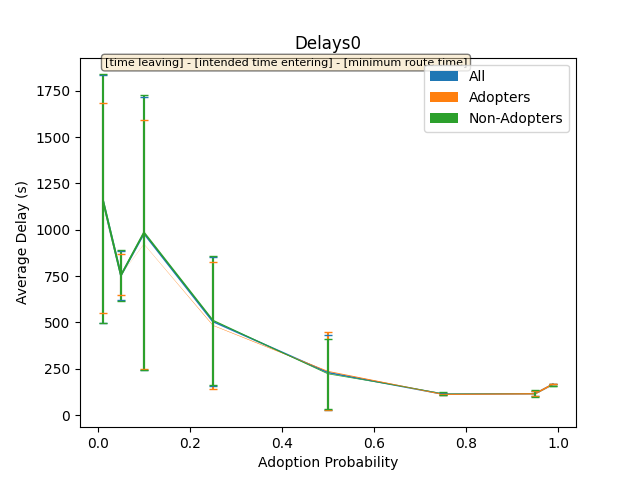 Delays0
[time leaving] - [intended time entering] - [minimum route time]
All
Adopters
Non-Adopters
1750
1500
1250
1000
750
500
250
0
Average Delay (s)
0.0 0.2 0.4 0.6 0.8 1.0
Adoption Probability